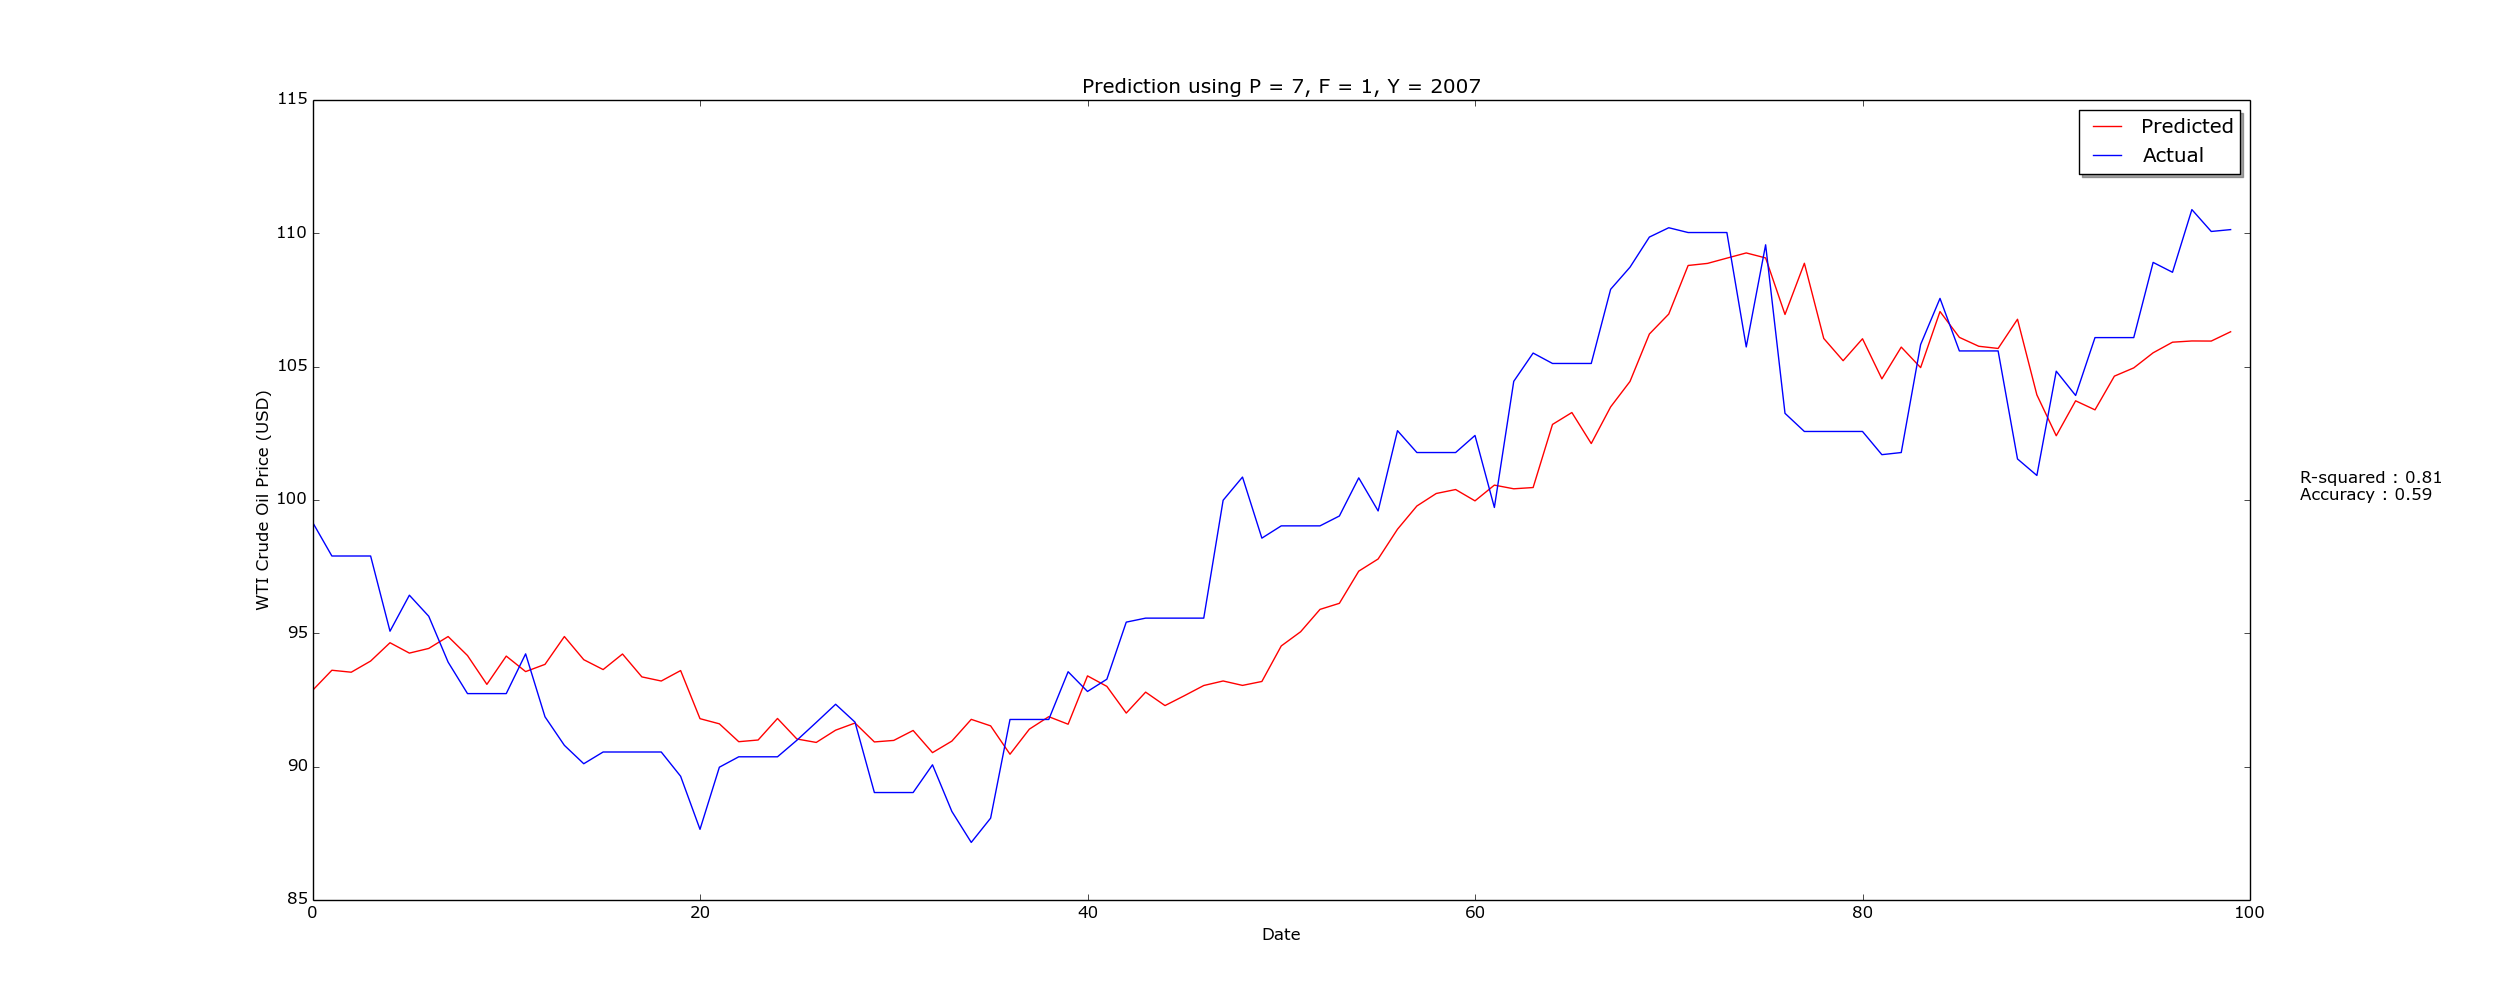 Prediction using P = 7, F = 1, Y = 2007
115
110
105
100
95
90
85
WTI Crude Oil Price (USD)
Predicted
Actual
R-squared : 0.81
Accuracy : 0.59
0
20
40
60
80
100
Date